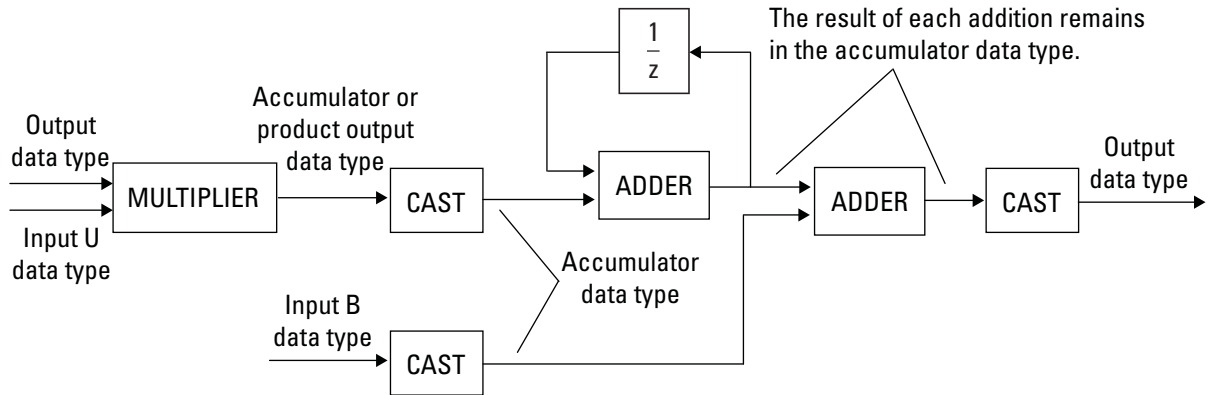 The result of each addition remains
in the accumulator data type.
1
z
Accumulator or
product output
data type
Output
data type
MULTIPLIER
Input U
data type
CAST
ADDER
ADDER
CAST
Output
data type
Accumulator
data type
Input B
data type
CAST